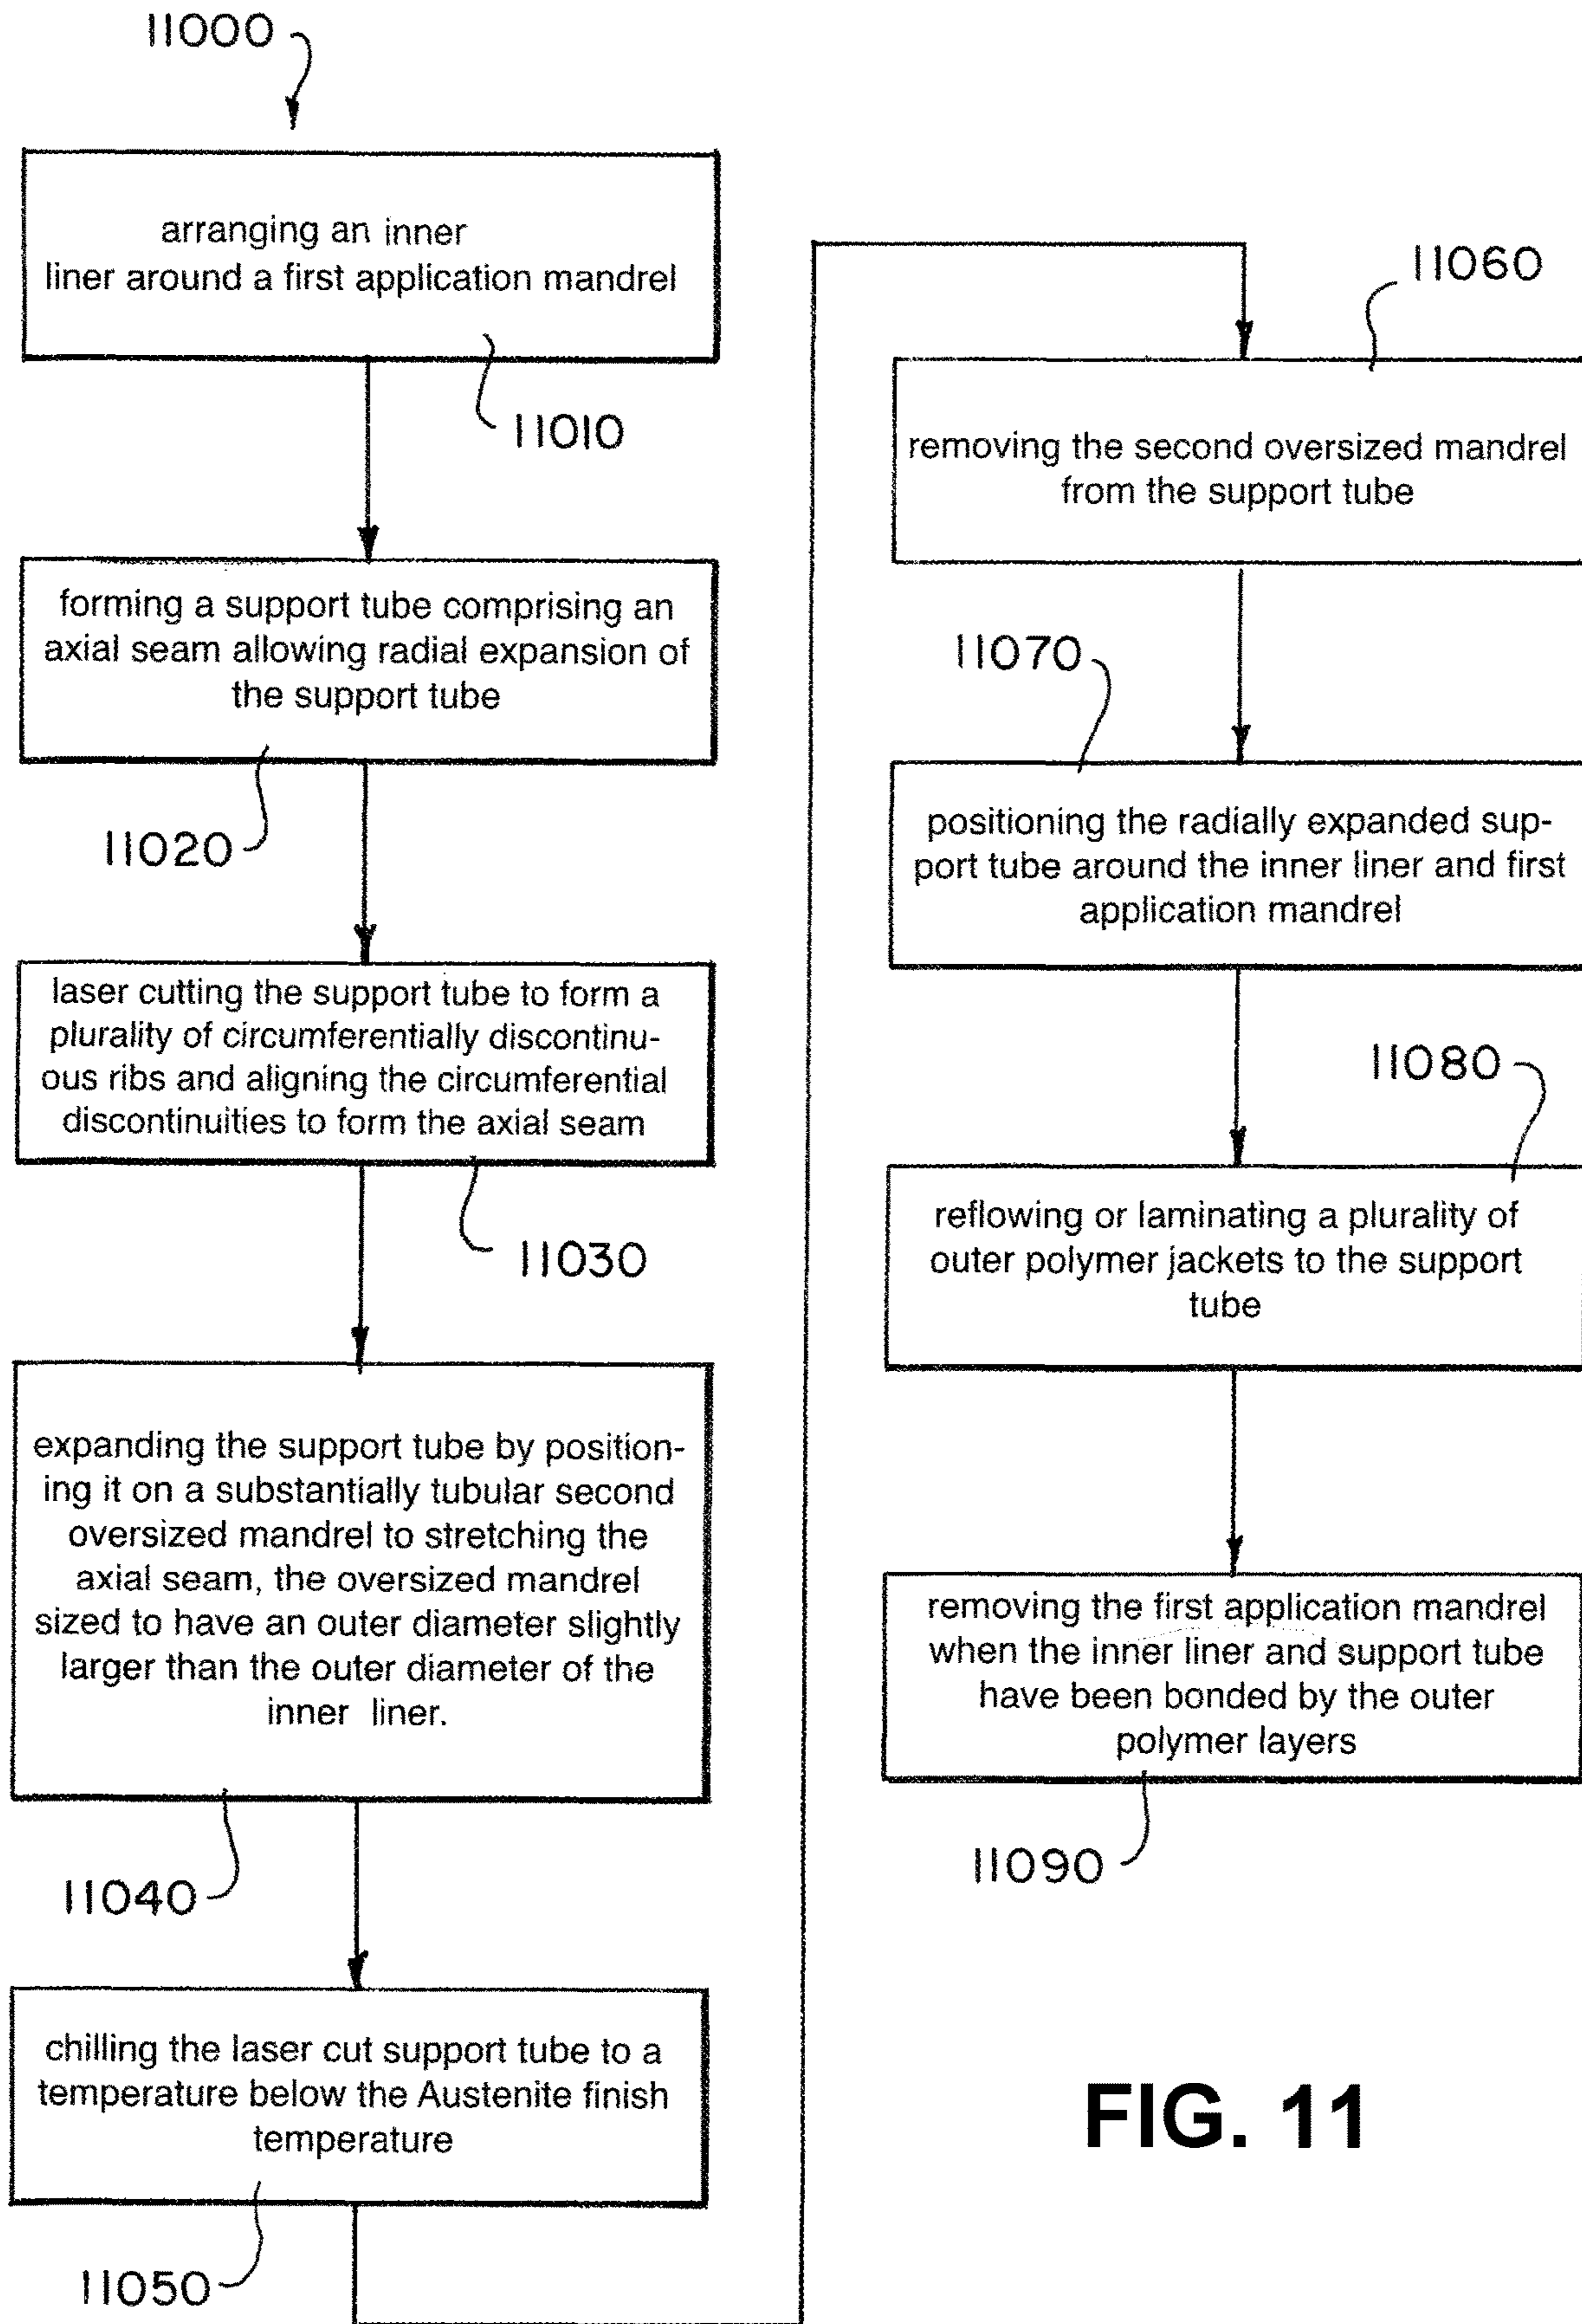 11000
arranging an inner
liner around a first application mandrel
11010
forming a support tube comprising an
axial seam allowing radial expansion of
the support tube
11020
laser cutting the support tube to form a
plurality of circumferentially discontinu-
ous ribs and aligning the circumferential
discontinuities to form the axial seam
11030
expanding the support tube by position-
ing it on a substantially tubular second
oversized mandrel to stretching the
axial seam, the oversized mandrel
sized to have an outer diameter slightly
larger than the outer diameter of the
inner liner.
11040
chilling the laser cut support tube to a
temperature below the Austenite finish
temperature
11050
11060
removing the second oversized mandrel
from the support tube
11070
positioning the radially expanded sup-
port tube around the inner liner and first
application mandrel
11080
reflowing or laminating a plurality of
outer polymer jackets to the support
tube
removing the first application mandrel
when the inner liner and support tube
have been bonded by the outer
polymer layers
11090
FIG. 11